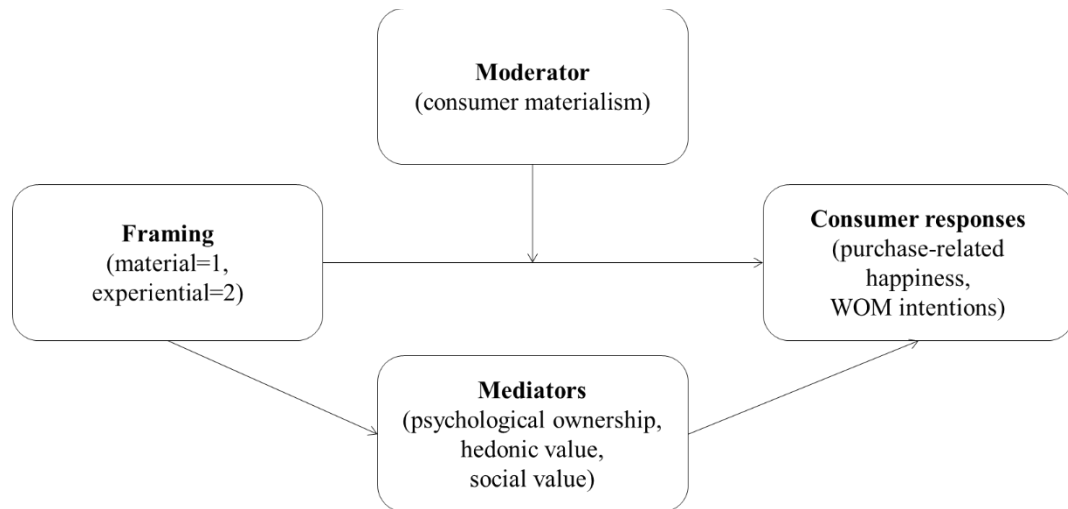 Moderator
(consumer materialism)
Framing
(material=1,
experiential=2)
Consumer responses
(purchase-related
happiness,
WOM intentions)
Mediators
(psychological ownership,
hedonic value,
social value)